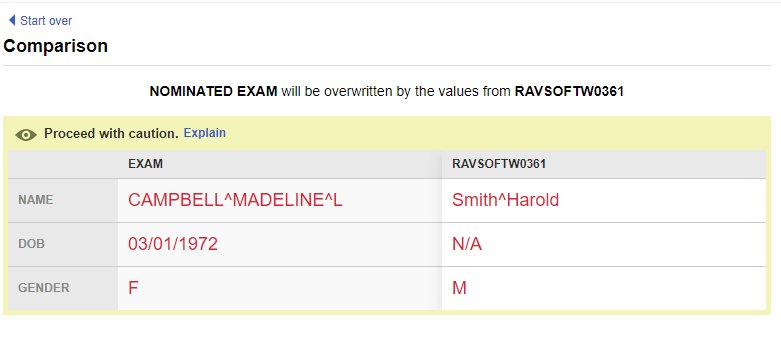 Start over
Comparison
NOMINATED EXAM will be overwritten by the values from RAVSOFTW0361
Proceed with caution. Explain
EXAM RAVSOFTW0361
NAME CAMPBELL^MADELINE^L Smith^Harold
DOB 03/01/1972 N/A
GENDER F M